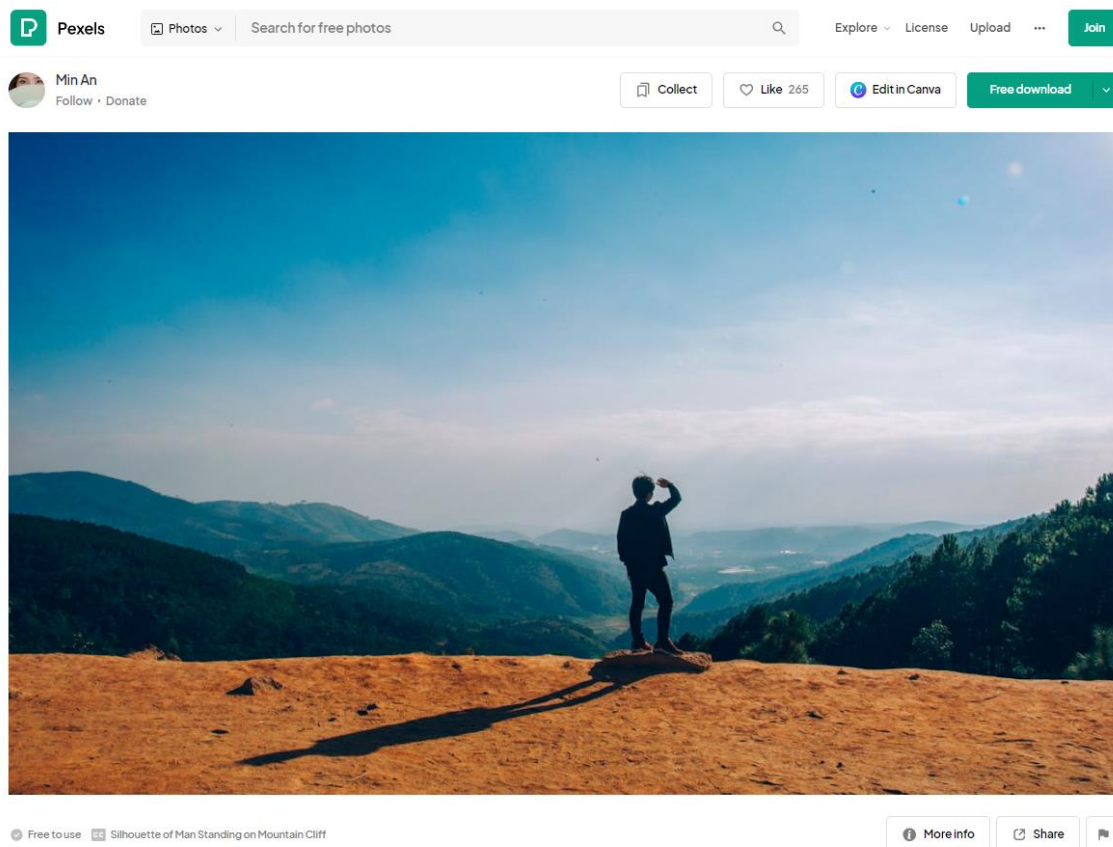 Pexels
Photos
Search for free photos
Explore
License
Upload
Join
Min An
Follow • Donate
Collect
Like 265
Edit in Canva
Free download
Free to use
CC
Silhouette of Man Standing on Mountain Cliff
More info
Share